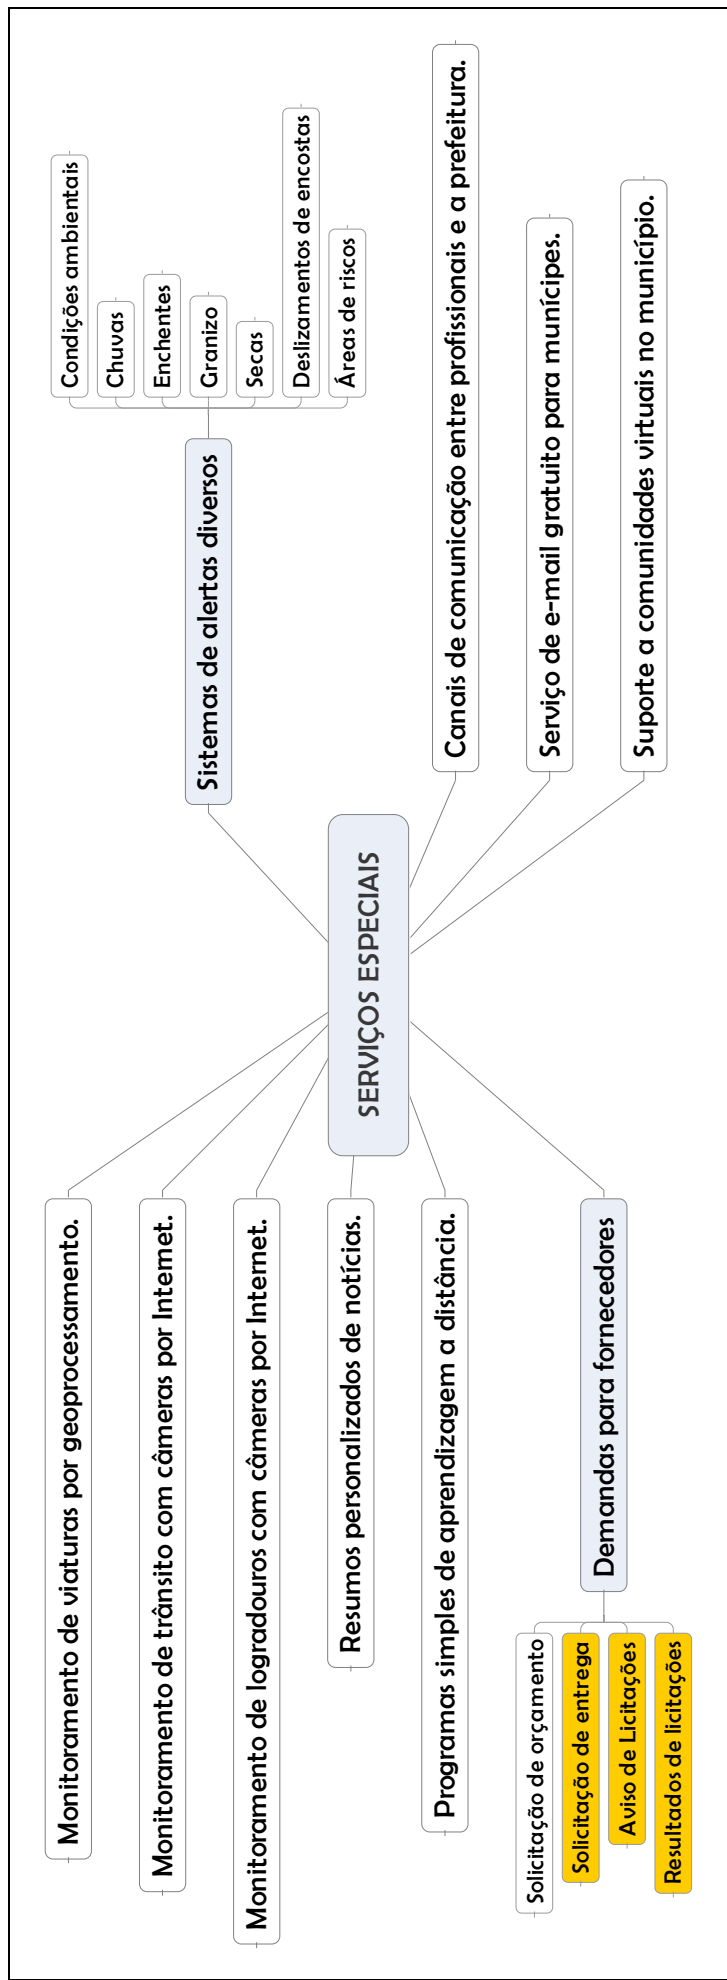 SERVIÇOS ESPECIAIS
Monitoramento de viaturas por geoprocessamento.
Monitoramento de trânsito com câmeras por Internet.
Monitoramento de logradouros com câmeras por Internet.
Resumos personalizados de notícias.
Programas simples de aprendizagem a distância.
Demandas para fornecedores
Solicitação de orçamento
Solicitação de entrega
Aviso de Licitações
Resultados de licitações
Sistemas de alertas diversos
Condições ambientais
Chuvas
Enchentes
Granizo
Secas
Deslizamentos de encostas
Áreas de riscos
Canais de comunicação entre profissionais e a prefeitura.
Serviço de e-mail gratuito para munícipes.
Suporte a comunidades virtuais no município.